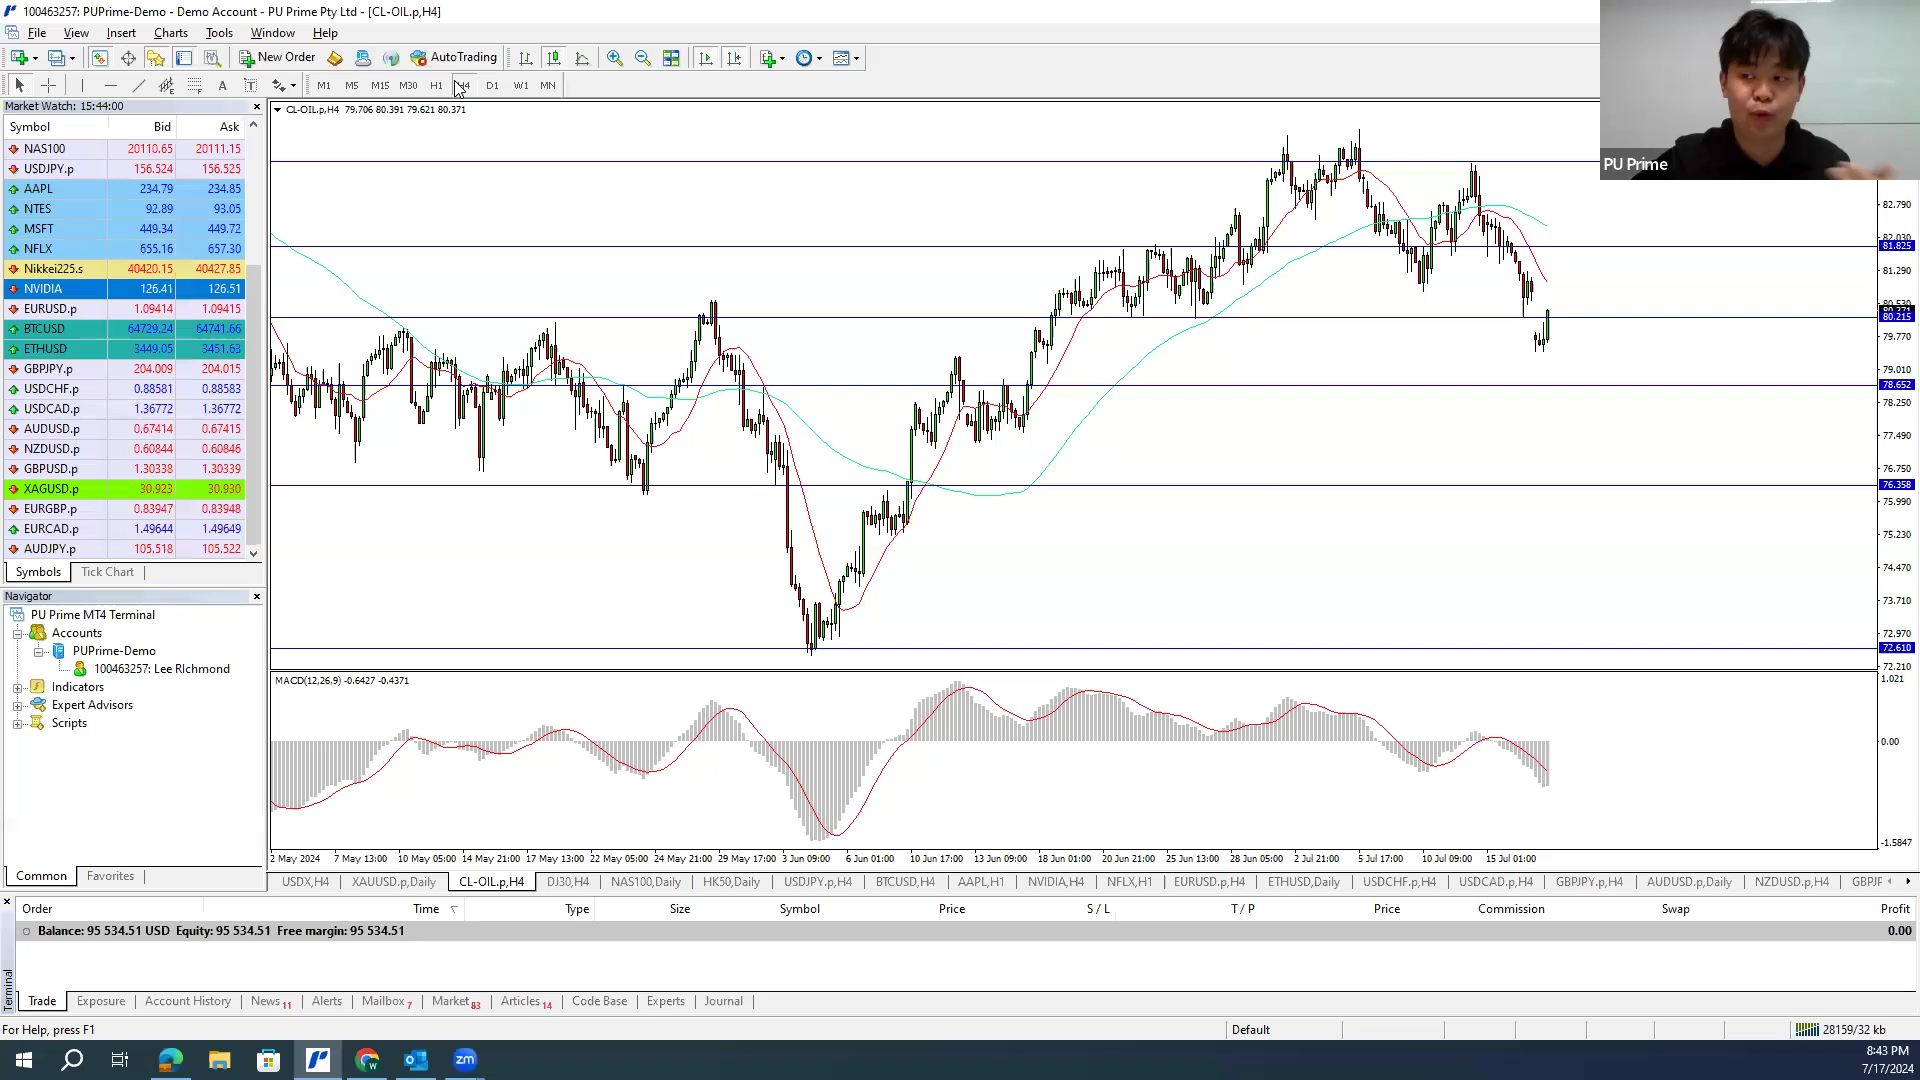 100463257: PUPrime-Demo - Demo Account - PU Prime Pty Ltd - [CL-OIL.p,H4]
File View Insert Charts Tools Window Help
New Order AutoTrading
M1 M5 M15 M30 H1 H4 D1 W1 MN
PU Prime
Market Watch: 15:44:00
Symbol Bid Ask
NAS100 20110.65 20111.15
USDJPY.p 156.524 156.525
AAPL 234.79 234.85
NTES 92.89 93.05
MSFT 449.34 449.72
NFLX 655.16 657.30
Nikkei225.s 40420.15 40427.85
NVIDIA 126.41 126.51
EURUSD.p 1.09414 1.09415
BTCUSD 64729.24 64741.66
ETHUSD 3449.05 3451.63
GBPJPY.p 204.009 204.015
USDCHF.p 0.88581 0.88583
USDCAD.p 1.36772 1.36772
AUDUSD.p 0.67414 0.67415
NZDUSD.p 0.60844 0.60846
GBPUSD.p 1.30338 1.30339
XAGUSD.p 30.923 30.930
EURGBP.p 0.83947 0.83948
EURCAD.p 1.49644 1.49649
AUDJPY.p 105.518 105.522
Symbols Tick Chart
Navigator
PU Prime MT4 Terminal
Accounts
PUPrime-Demo
100463257: Lee RIchmond
Indicators
Expert Advisors
Scripts
Common Favorites
CL-OIL.p,H4 79.706 80.391 79.621 80.371
82.790
82.030
81.825
81.290
80.530
80.215
79.770
79.010
78.652
78.250
77.490
76.750
76.358
75.990
75.230
74.470
73.710
72.970
72.610
72.210
MACD(12,26,9) -0.6427 -0.4371
1.021
0.00
-1.5847
2 May 2024 7 May 13:00 10 May 05:00 14 May 21:00 17 May 13:00 22 May 05:00 24 May 21:00 29 May 17:00 3 Jun 09:00 6 Jun 01:00 10 Jun 17:00 13 Jun 09:00 18 Jun 01:00 20 Jun 21:00 25 Jun 13:00 28 Jun 05:00 2 Jul 21:00 5 Jul 17:00 10 Jul 09:00 15 Jul 01:00
USDX,H4 XAUUSD.p,Daily CL-OIL.p,H4 DJ30,H4 NAS100,Daily HK50,Daily USDJPY.p,H4 BTCUSD,H4 AAPL,H1 NVIDIA,H4 NFLX,H1 EURUSD.p,H4 ETHUSD,Daily USDCHF.p,H4 USDCAD.p,H4 GBPJPY.p,H4 AUDUSD.p,Daily NZDUSD.p,H4 GBPJF
Order Time Type Size Symbol Price S / L T / P Price Commission Swap Profit
Balance: 95 534.51 USD Equity: 95 534.51 Free margin: 95 534.51 0.00
Terminal
Trade Exposure Account History News 11 Alerts Mailbox 7 Market 83 Articles 14 Code Base Experts Journal
For Help, press F1 Default 28159/32 kb
8:43 PM
7/17/2024